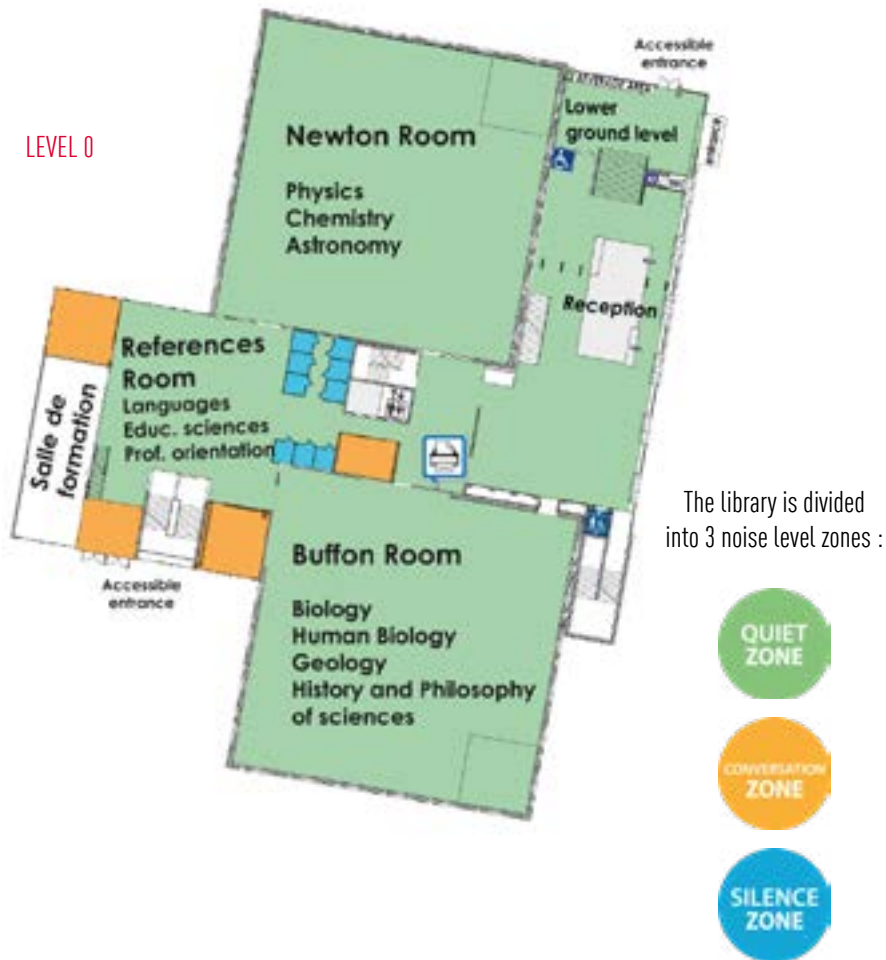 Accessible
entrance
LEVEL 0
Lower
ground level
entrance
Newton Room
Physics
Chemistry
Astronomy
Reception
References
Room
Languages
Educ. sciences
Prof. orientation
Salle de
formation
Accessible
entrance
Buffon Room
Biology
Human Biology
Geology
History and Philosophy
of sciences
The library is divided
into 3 noise level zones :
QUIET
ZONE
CONVERSATION
ZONE
SILENCE
ZONE